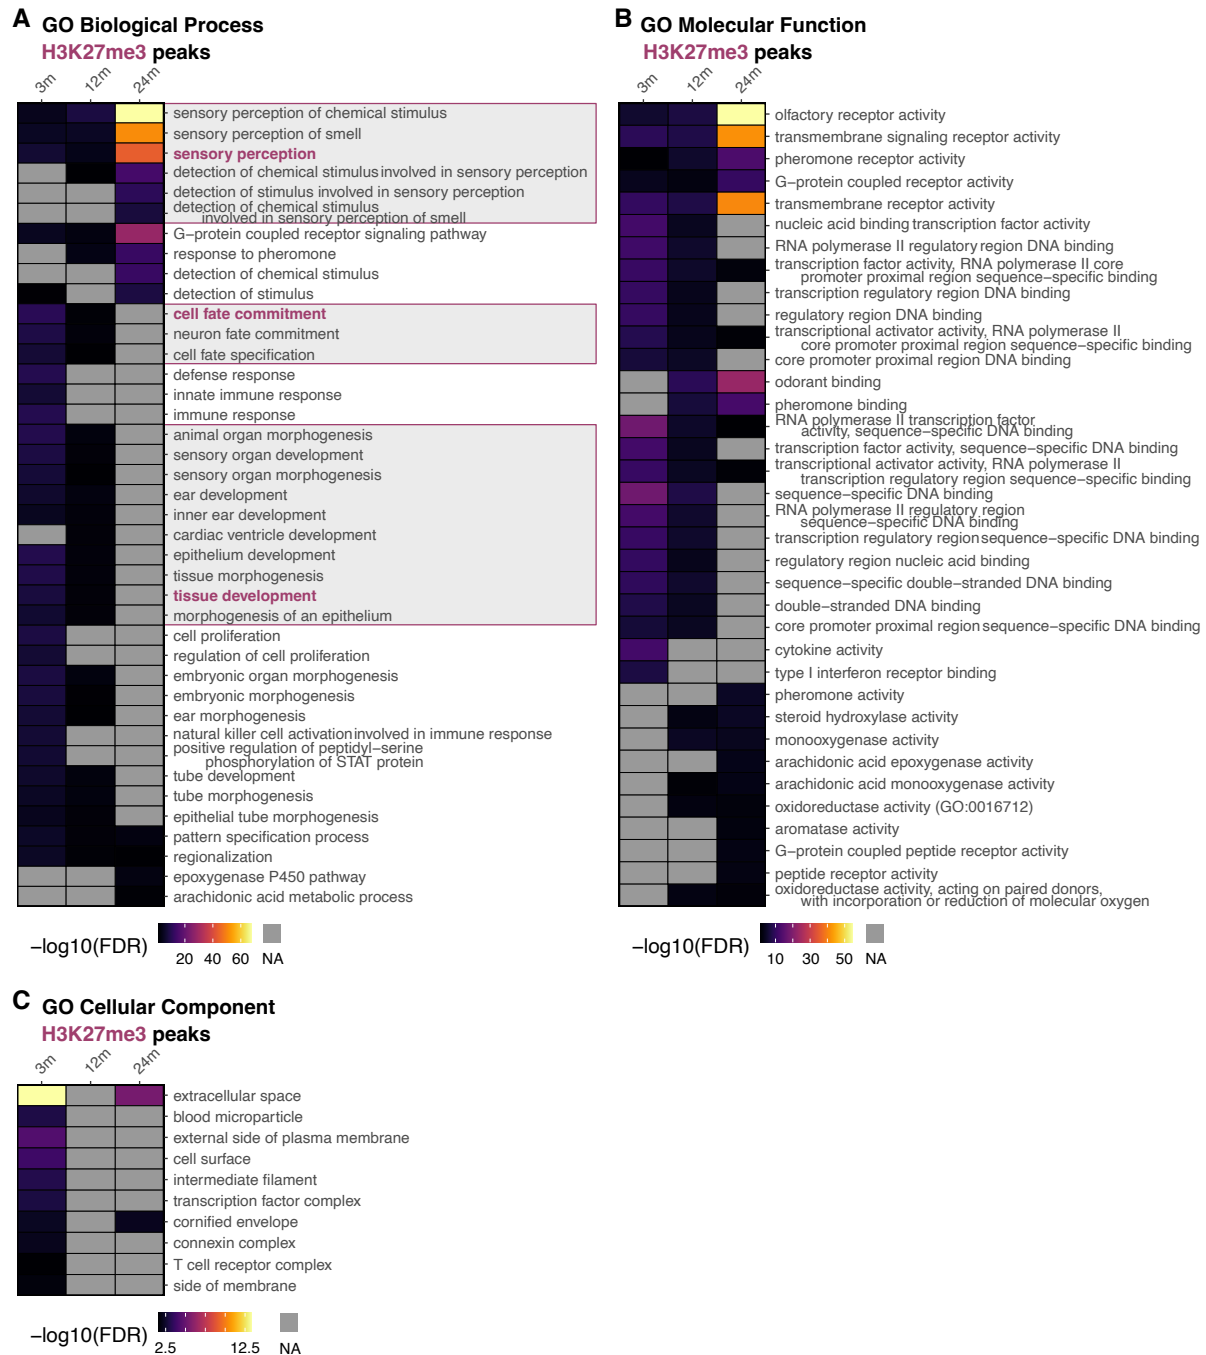 A GO Biological Process
H3K27me3 peaks
3m 12m 24m
sensory perception of chemical stimulus
sensory perception of smell
sensory perception
detection of chemical stimulus involved in sensory perception
detection of stimulus involved in sensory perception
detection of chemical stimulus
involved in sensory perception of smell
G−protein coupled receptor signaling pathway
response to pheromone
detection of chemical stimulus
detection of stimulus
cell fate commitment
neuron fate commitment
cell fate specification
defense response
innate immune response
immune response
animal organ morphogenesis
sensory organ development
sensory organ morphogenesis
ear development
inner ear development
cardiac ventricle development
epithelium development
tissue morphogenesis
tissue development
morphogenesis of an epithelium
cell proliferation
regulation of cell proliferation
embryonic organ morphogenesis
embryonic morphogenesis
ear morphogenesis
natural killer cell activation involved in immune response
positive regulation of peptidyl−serine
phosphorylation of STAT protein
tube development
tube morphogenesis
epithelial tube morphogenesis
pattern specification process
regionalization
epoxygenase P450 pathway
arachidonic acid metabolic process
−log10(FDR)
20 40 60 NA
B GO Molecular Function
H3K27me3 peaks
3m 12m 24m
olfactory receptor activity
transmembrane signaling receptor activity
pheromone receptor activity
G−protein coupled receptor activity
transmembrane receptor activity
nucleic acid binding transcription factor activity
RNA polymerase II regulatory region DNA binding
transcription factor activity, RNA polymerase II core
promoter proximal region sequence−specific binding
transcription regulatory region DNA binding
regulatory region DNA binding
transcriptional activator activity, RNA polymerase II
core promoter proximal region sequence−specific binding
core promoter proximal region DNA binding
odorant binding
pheromone binding
RNA polymerase II transcription factor
activity, sequence−specific DNA binding
transcription factor activity, sequence−specific DNA binding
transcriptional activator activity, RNA polymerase II
transcription regulatory region sequence−specific binding
sequence−specific DNA binding
RNA polymerase II regulatory region
sequence−specific DNA binding
transcription regulatory region sequence−specific DNA binding
regulatory region nucleic acid binding
sequence−specific double−stranded DNA binding
double−stranded DNA binding
core promoter proximal region sequence−specific DNA binding
cytokine activity
type I interferon receptor binding
pheromone activity
steroid hydroxylase activity
monooxygenase activity
arachidonic acid epoxygenase activity
arachidonic acid monooxygenase activity
oxidoreductase activity (GO:0016712)
aromatase activity
G−protein coupled peptide receptor activity
peptide receptor activity
oxidoreductase activity, acting on paired donors,
with incorporation or reduction of molecular oxygen
−log10(FDR)
10 30 50 NA
C GO Cellular Component
H3K27me3 peaks
3m 12m 24m
extracellular space
blood microparticle
external side of plasma membrane
cell surface
intermediate filament
transcription factor complex
cornified envelope
connexin complex
T cell receptor complex
side of membrane
−log10(FDR)
2.5 12.5 NA